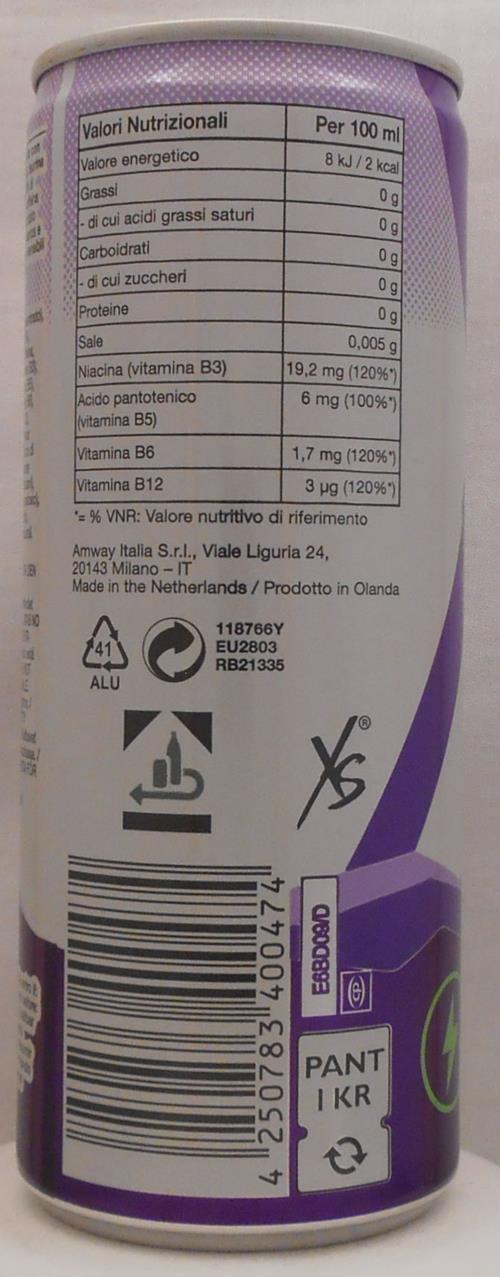 Valori Nutrizionali Per 100 ml
Valore energetico 8 kJ / 2 kcal
Grassi 0 g
- di cui acidi grassi saturi 0 g
Carboidrati 0 g
- di cui zuccheri 0 g
Proteine 0 g
Sale 0,005 g
Niacina (vitamina B3) 19,2 mg (120%*)
Acido pantotenico 6 mg (100%*)
(vitamina B5)
Vitamina B6 1,7 mg (120%*)
Vitamina B12 3 µg (120%*)
*= % VNR: Valore nutritivo di riferimento
Amway Italia S.r.l., Viale Liguria 24,
20143 Milano – IT
Made in the Netherlands / Prodotto in Olanda
41
ALU
118766Y
EU2803
RB21335
XS®
4 250783 400474
E6BD09/D
PANT
1 KR